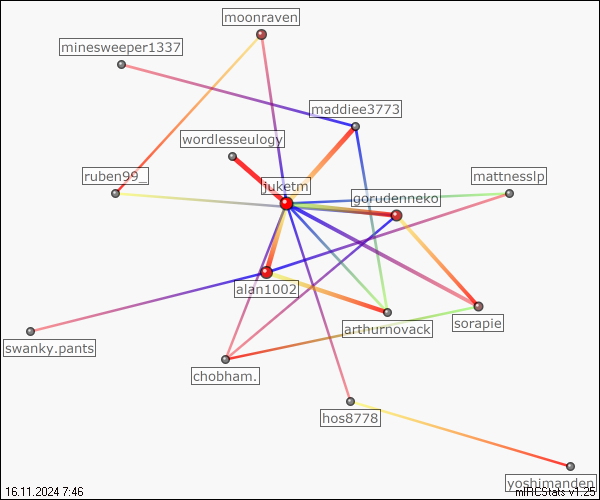 moonraven
minesweeper1337
maddiee3773
wordlesseulogy
ruben99_
mattnesslp
juketm
gorudenneko
alan1002
sorapie
arthurnovack
swanky.pants
chobham.
hos8778
yoshimanden
16.11.2024 7:46
mIRCStats v1.25